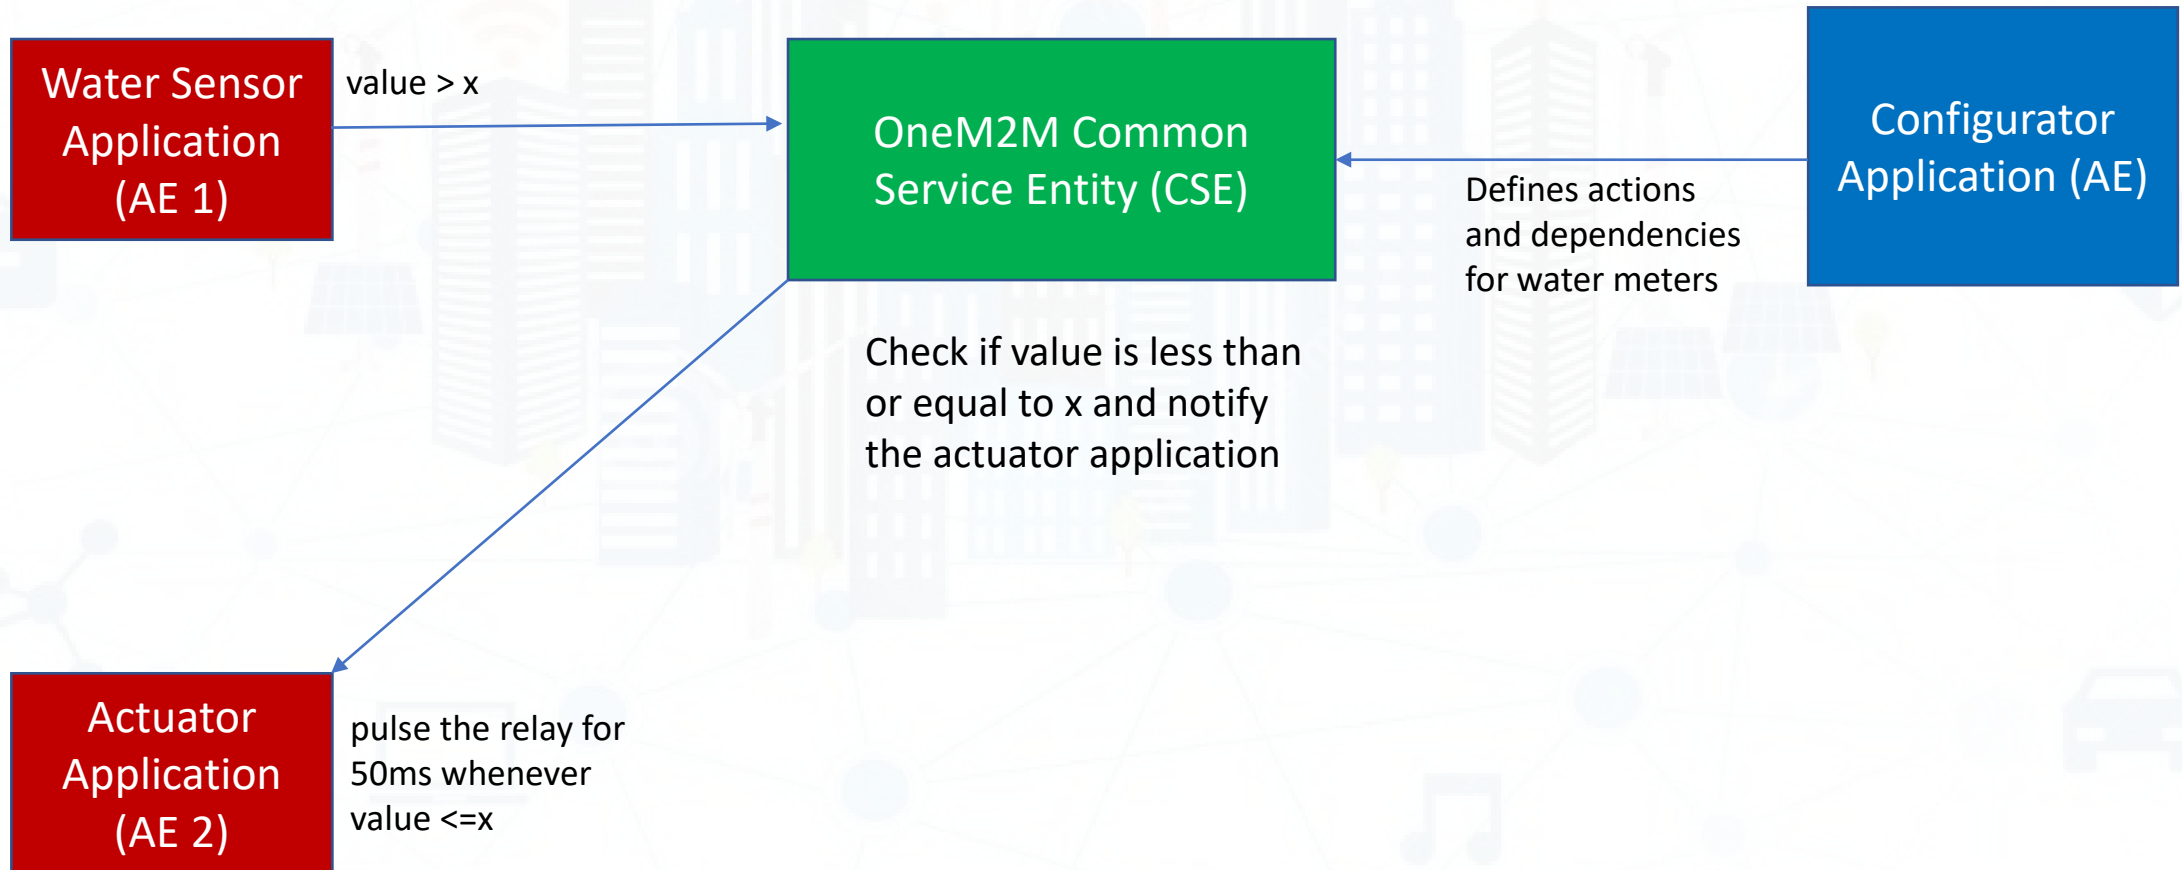 Water Sensor
Application
(AE 1)
value > x
OneM2M Common
Service Entity (CSE)
Configurator
Application (AE)
Defines actions
and dependencies
for water meters
Check if value is less than
or equal to x and notify
the actuator application
Actuator
Application
(AE 2)
pulse the relay for
50ms whenever
value <=x